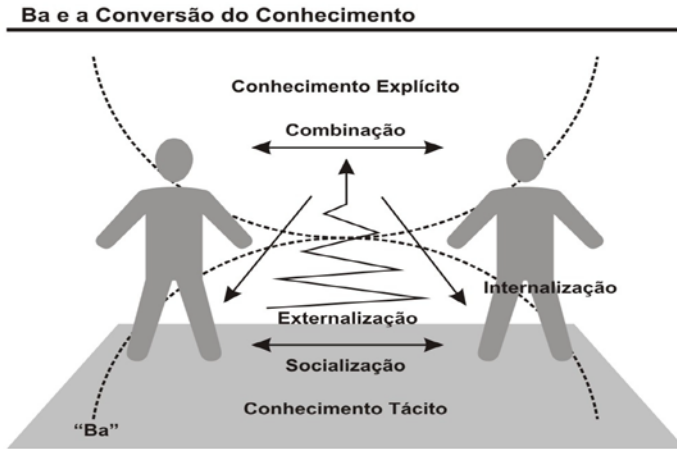 Ba e a Conversão do Conhecimento
Conhecimento Explícito
Combinação
Internalização
Externalização
Socialização
Conhecimento Tácito
“Ba”